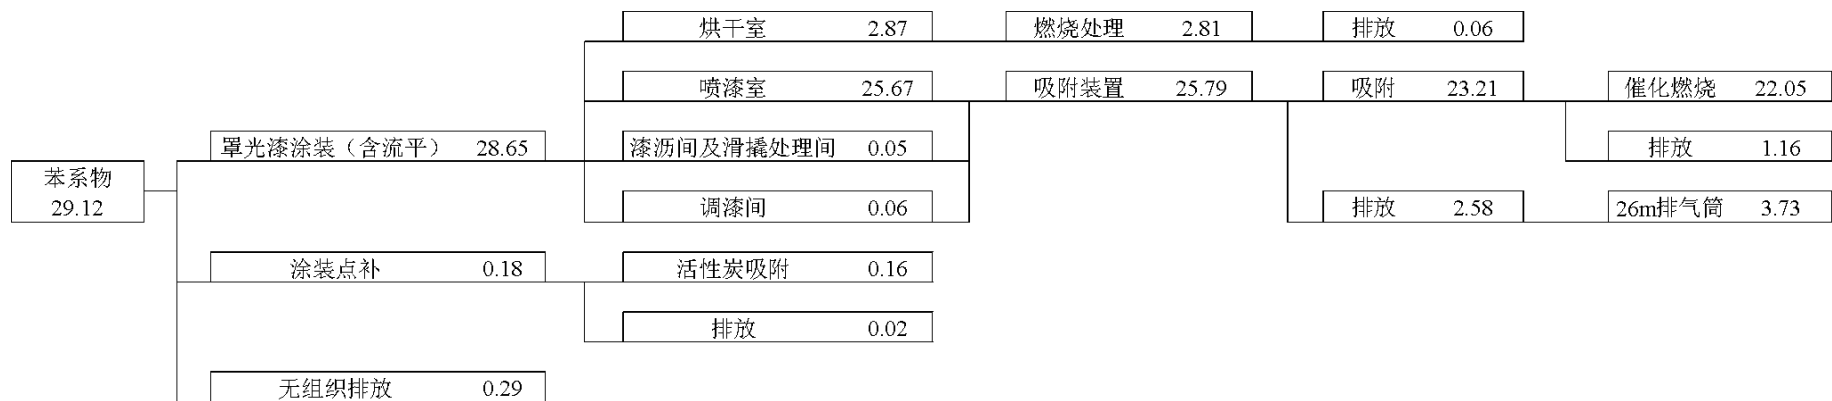 烘干室 2.87 燃烧处理 2.81 排放 0.06
喷漆室 25.67 吸附装置 25.79 吸附 23.21 催化燃烧 22.05
罩光漆涂装（含流平） 28.65 漆沥间及滑撬处理间 0.05 排放 1.16
苯系物
29.12
调漆间 0.06 排放 2.58 26m排气筒 3.73
涂装点补 0.18 活性炭吸附 0.16
排放 0.02
无组织排放 0.29